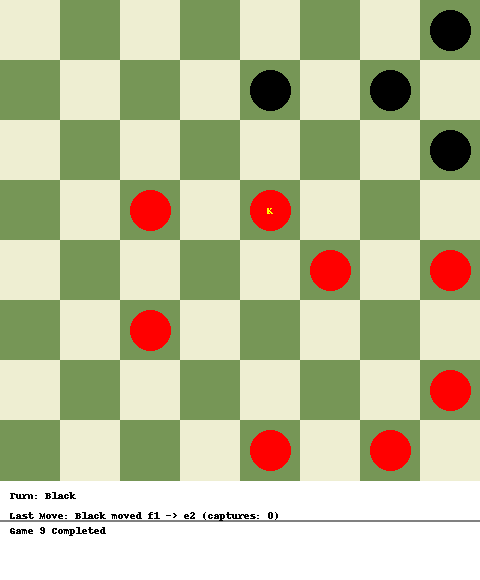 K
Turn: Black
Last Move: Black moved f1 -> e2 (captures: 0)
Game 9 Completed